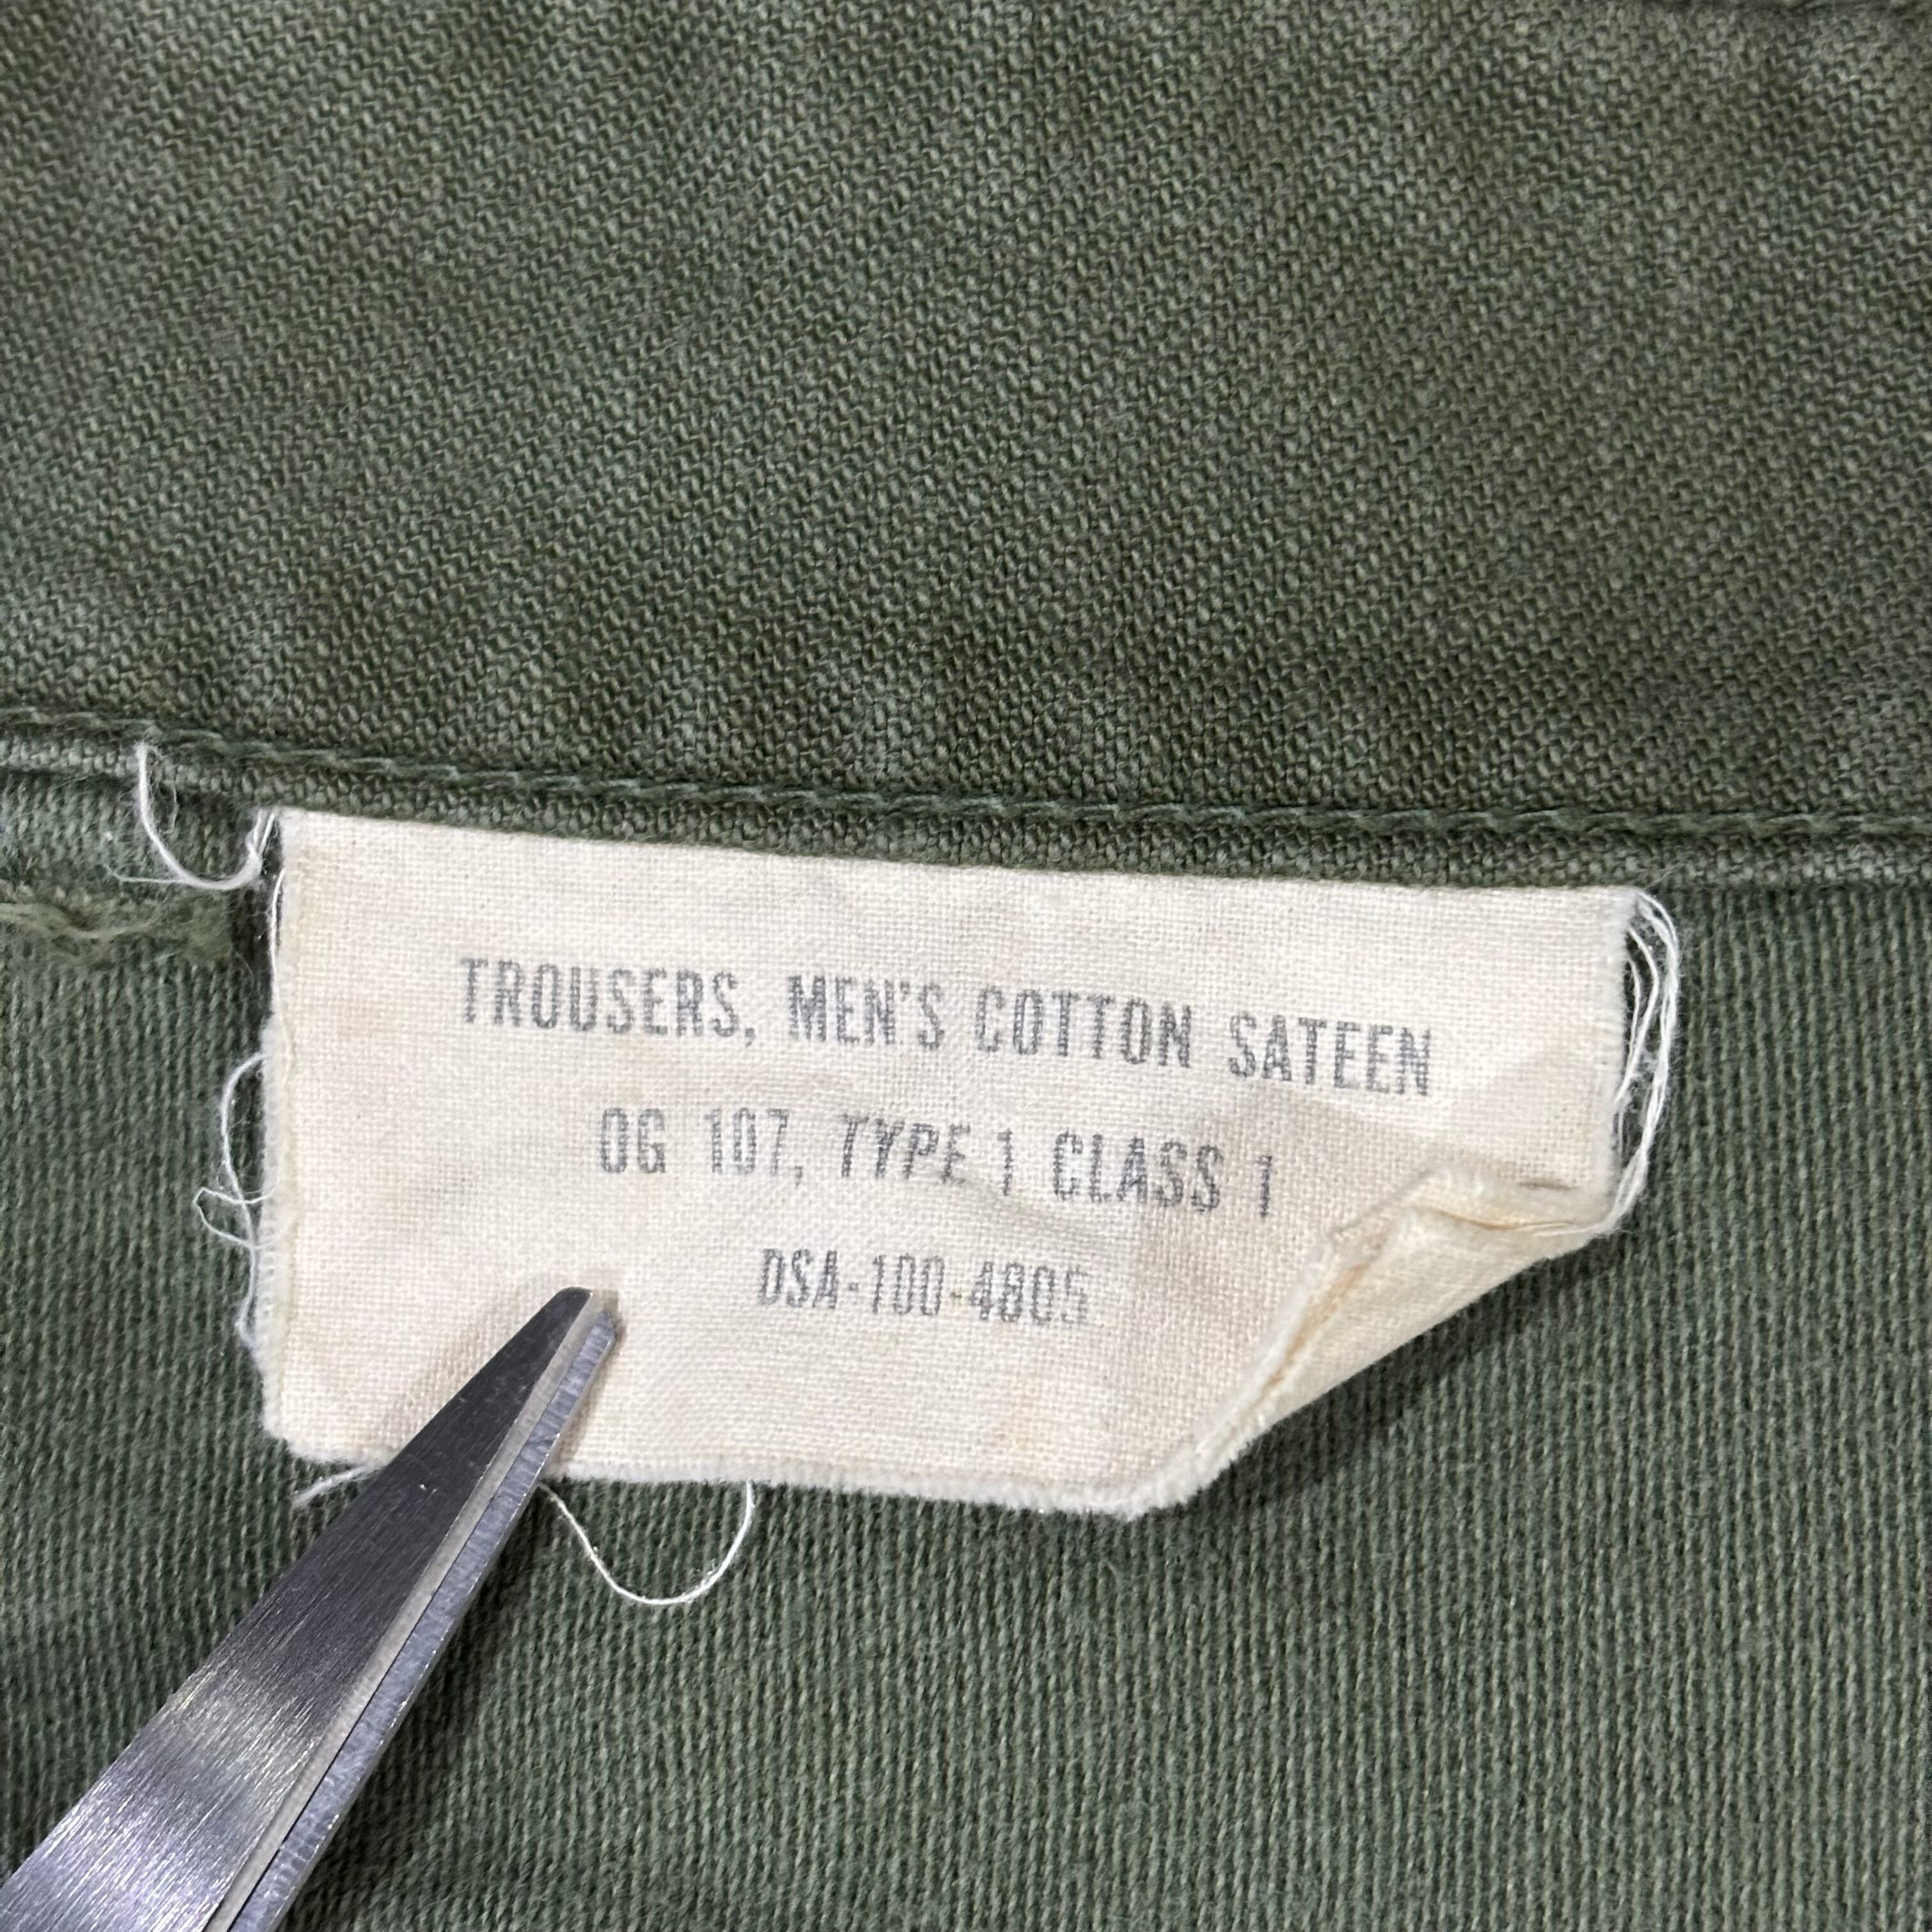 TROUSERS, MEN'S COTTON SATEEN
OG 107, TYPE 1 CLASS 1
DSA-100-4805